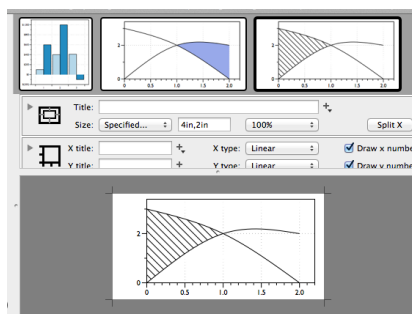 2
0 0.5 1.0 1.5 2.0
2
0 0.5 1.0 1.5 2.0
Title:
Size: Specified... 4in,2in 100% Split X
X title: X type: Linear Draw x numbe
Y title: Y type: Linear Draw y numbe
2
0
0 0.5 1.0 1.5 2.0